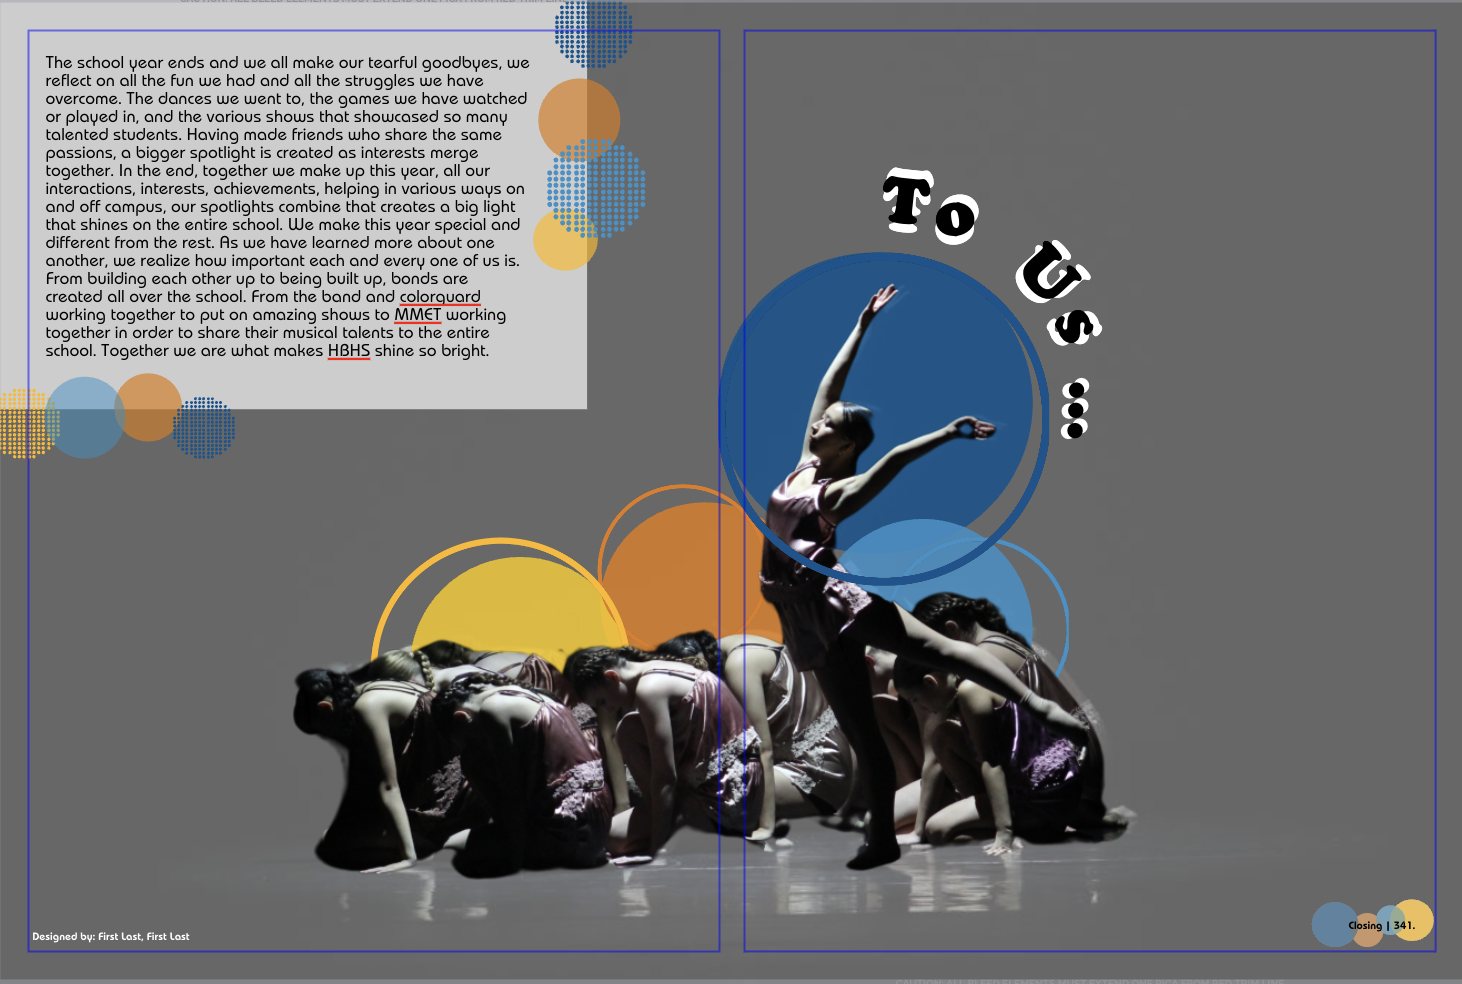 The school year ends and we all make our tearful goodbyes, we
reflect on all the fun we had and all the struggles we have
overcome. The dances we went to, the games we have watched
or played in, and the various shows that showcased so many
talented students. Having made friends who share the same
passions, a bigger spotlight is created as interests merge
together. In the end, together we make up this year, all our
interactions, interests, achievements, helping in various ways on
and off campus, our spotlights combine that creates a big light
that shines on the entire school. We make this year special and
different from the rest. As we have learned more about one
another, we realize how important each and every one of us is.
From building each other up to being built up, bonds are
created all over the school. From the band and colorguard
working together to put on amazing shows to MMET working
together in order to share their musical talents to the entire
school. Together we are what makes HBHS shine so bright.
To Us...
Designed by: First Last, First Last
Closing | 341.